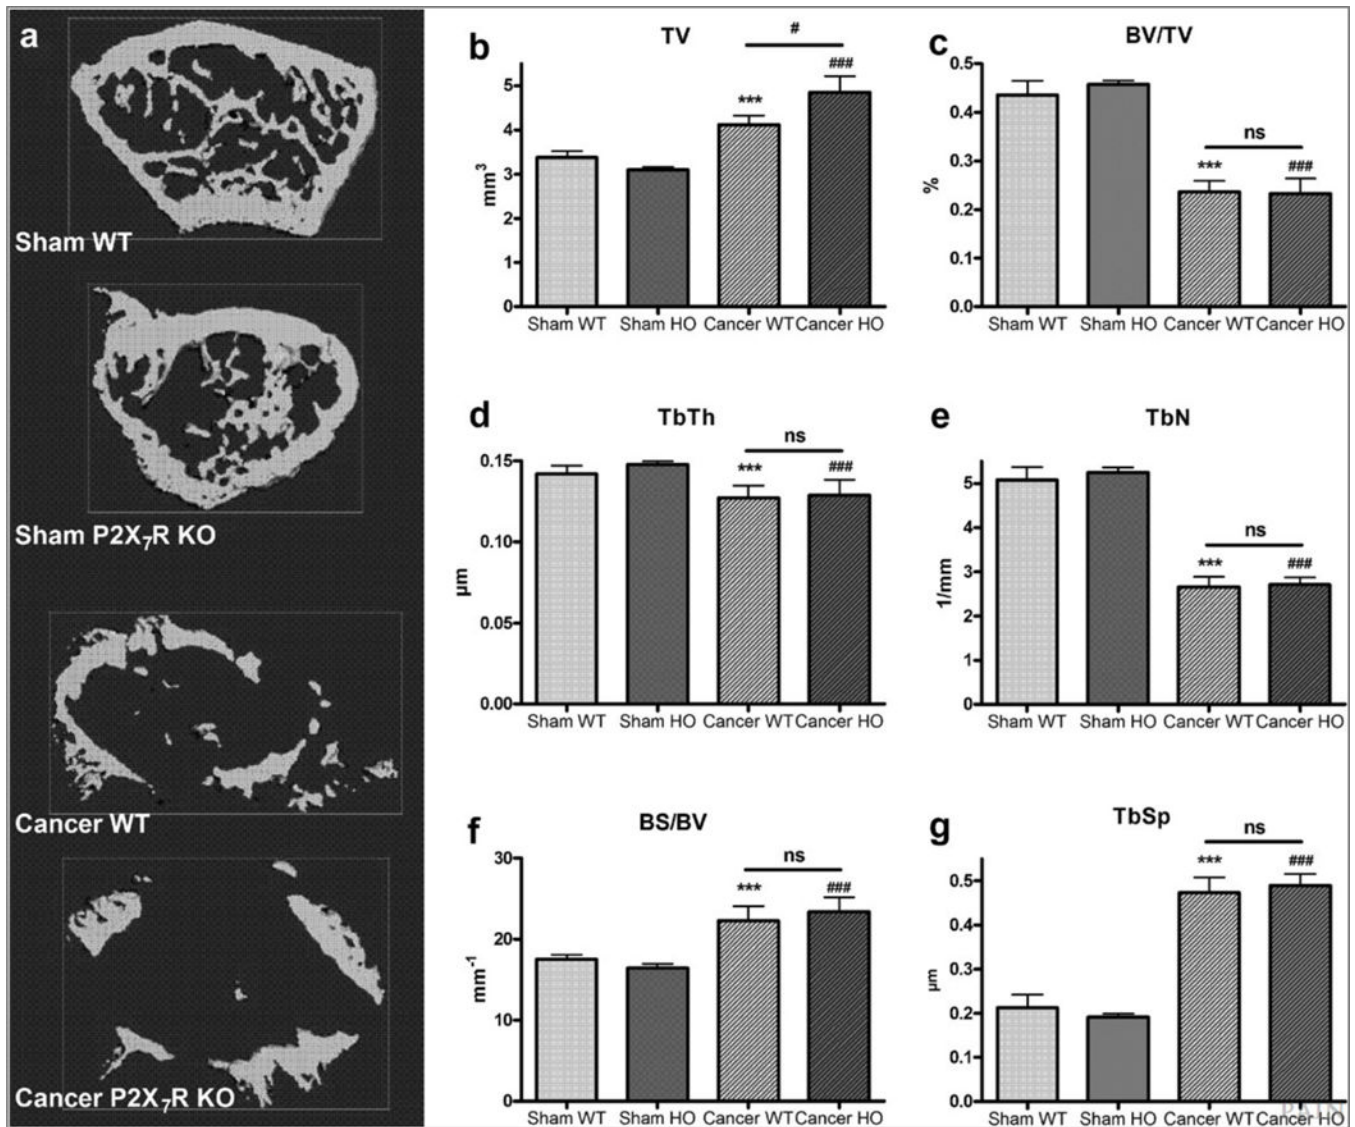 a
Sham WT
Sham P2X7R KO
Cancer WT
Cancer P2X7R KO
b
TV
#
***
###
5
4
3
2
1
0
mm3
Sham WT Sham HO Cancer WT Cancer HO
c
BV/TV
ns
***
###
0.5
0.4
0.3
0.2
0.1
0.0
%
Sham WT Sham HO Cancer WT Cancer HO
d
TbTh
ns
***
###
0.15
0.10
0.05
0.00
µm
Sham WT Sham HO Cancer WT Cancer HO
e
TbN
ns
***
###
5
4
3
2
1
0
1/mm
Sham WT Sham HO Cancer WT Cancer HO
f
BS/BV
ns
***
###
30
20
10
0
mm-1
Sham WT Sham HO Cancer WT Cancer HO
g
TbSp
ns
***
###
0.5
0.4
0.3
0.2
0.1
0.0
µm
Sham WT Sham HO Cancer WT Cancer HO
PAIN